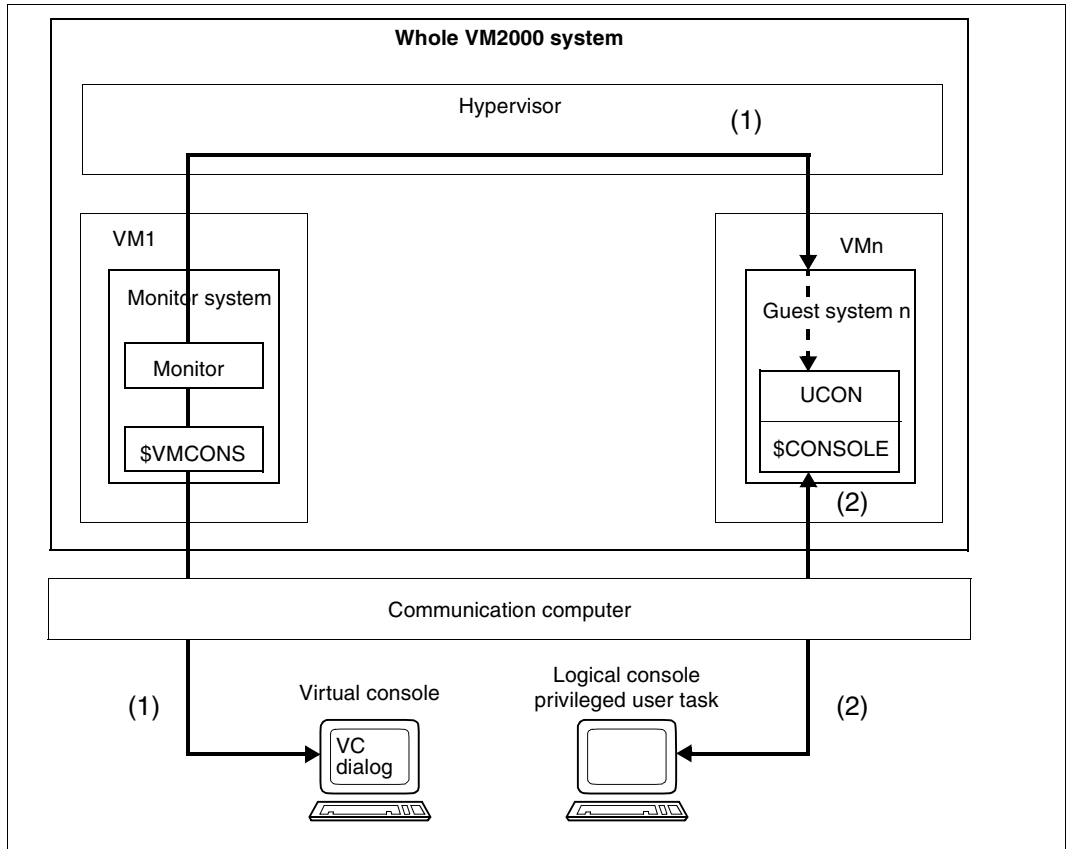 Whole VM2000 system
Hypervisor
(1)
VM1
VMn
Monitor system
Guest system n
Monitor
UCON
$VMCONS
$CONSOLE
(2)
Communication computer
(1)
Virtual console
Logical console
privileged user task
(2)
VC
dialog